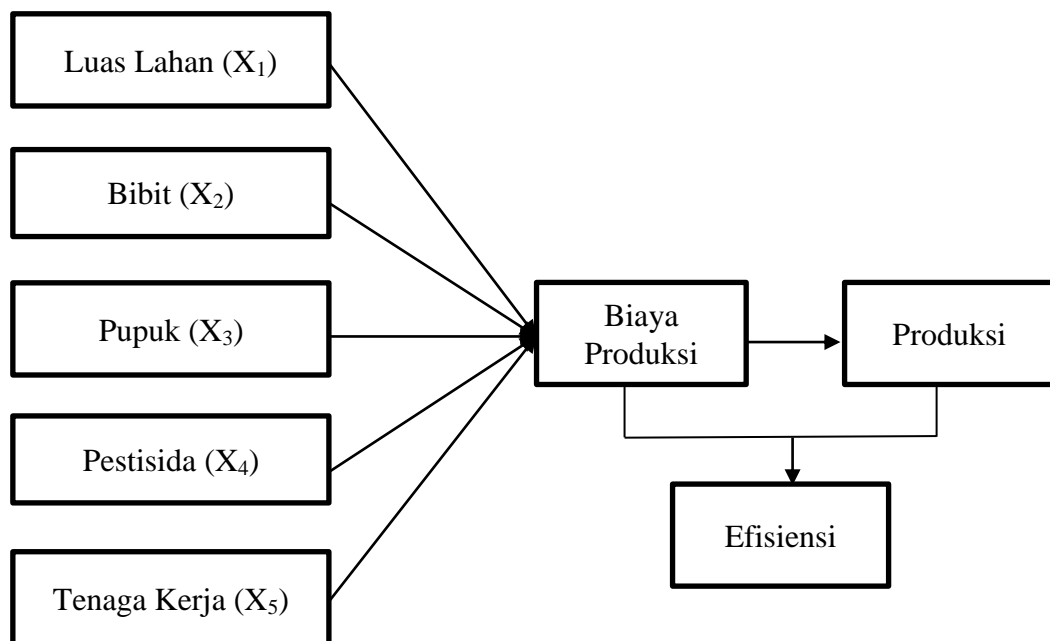 Luas Lahan (X₁)
Bibit (X₂)
Pupuk (X₃)
Pestisida (X₄)
Tenaga Kerja (X₅)
Biaya
Produksi
Produksi
Efisiensi